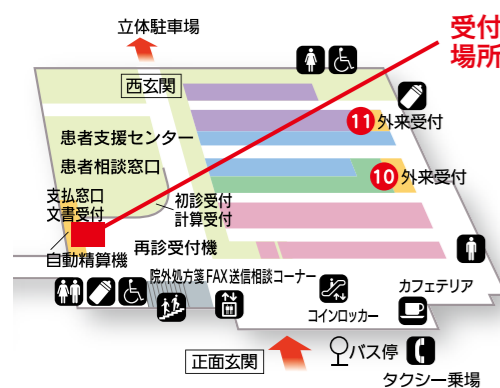 立体駐車場
受付
場所
西玄関
11 外来受付
患者支援センター
患者相談窓口
10 外来受付
支払窓口
文書受付
初診受付
計算受付
自動精算機
再診受付機
院外処方箋FAX送信相談コーナー
カフェテリア
コインロッカー
正面玄関
バス停
タクシー乗場